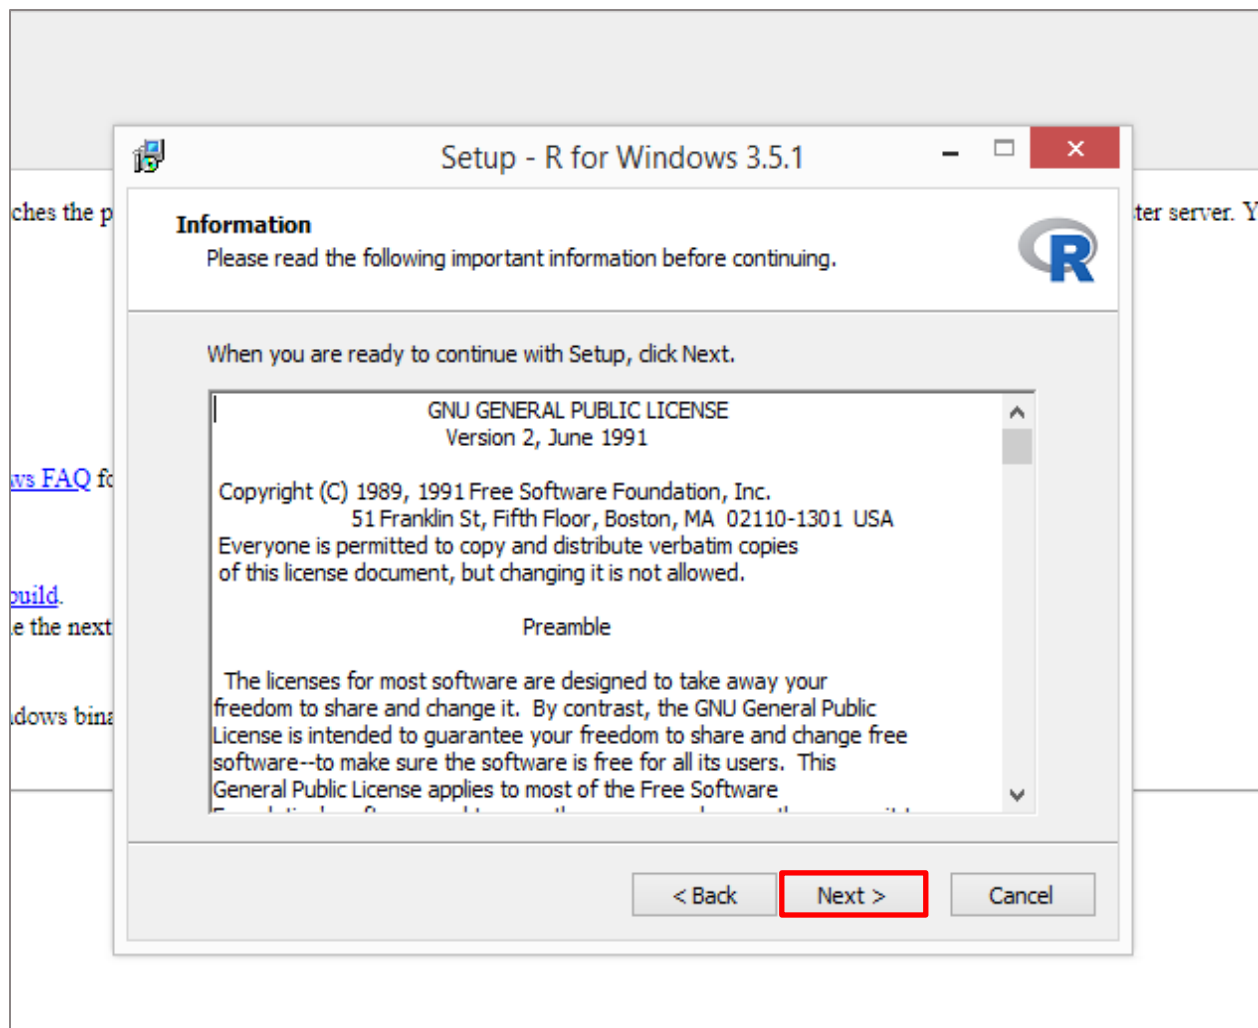 Setup - R for Windows 3.5.1
ches the p
ter server. Y
Information
Please read the following important information before continuing.
R
When you are ready to continue with Setup, click Next.
GNU GENERAL PUBLIC LICENSE
Version 2, June 1991
ws FAQ fo
Copyright (C) 1989, 1991 Free Software Foundation, Inc.
51 Franklin St, Fifth Floor, Boston, MA 02110-1301 USA
Everyone is permitted to copy and distribute verbatim copies
of this license document, but changing it is not allowed.
build.
e the next
Preamble
The licenses for most software are designed to take away your
freedom to share and change it. By contrast, the GNU General Public
dows bina
License is intended to guarantee your freedom to share and change free
software--to make sure the software is free for all its users. This
General Public License applies to most of the Free Software
< Back
Next >
Cancel